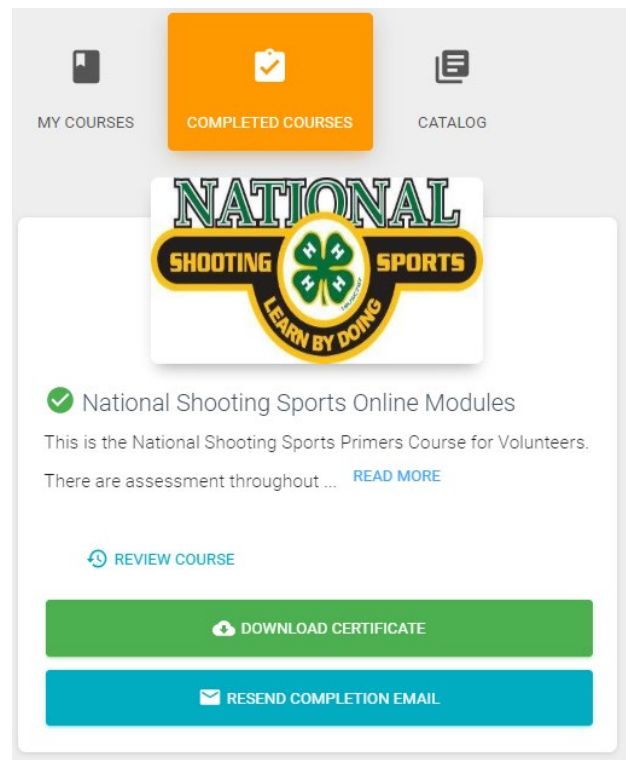 MY COURSES
COMPLETED COURSES
CATALOG
NATIONAL
SHOOTING SPORTS
H H
H H
LEARN BY DOING
National Shooting Sports Online Modules
This is the National Shooting Sports Primers Course for Volunteers.
There are assessment throughout ... READ MORE
REVIEW COURSE
DOWNLOAD CERTIFICATE
RESEND COMPLETION EMAIL